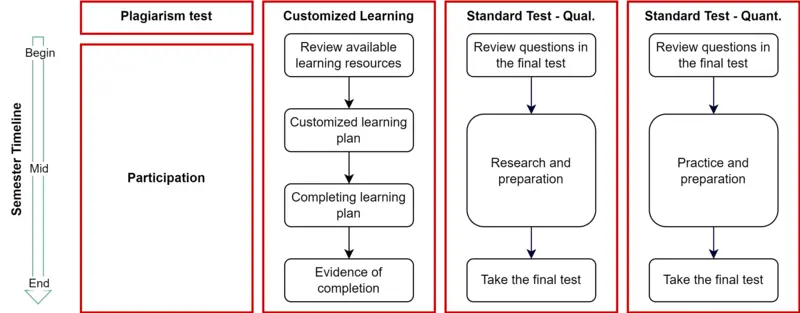 Plagiarism test
Customized Learning
Standard Test - Qual.
Standard Test - Quant.
Semester Timeline
Begin
Mid
End
Participation
Review available
learning resources
Customized learning
plan
Completing learning
plan
Evidence of
completion
Review questions in
the final test
Research and
preparation
Take the final test
Review questions in
the final test
Practice and
preparation
Take the final test